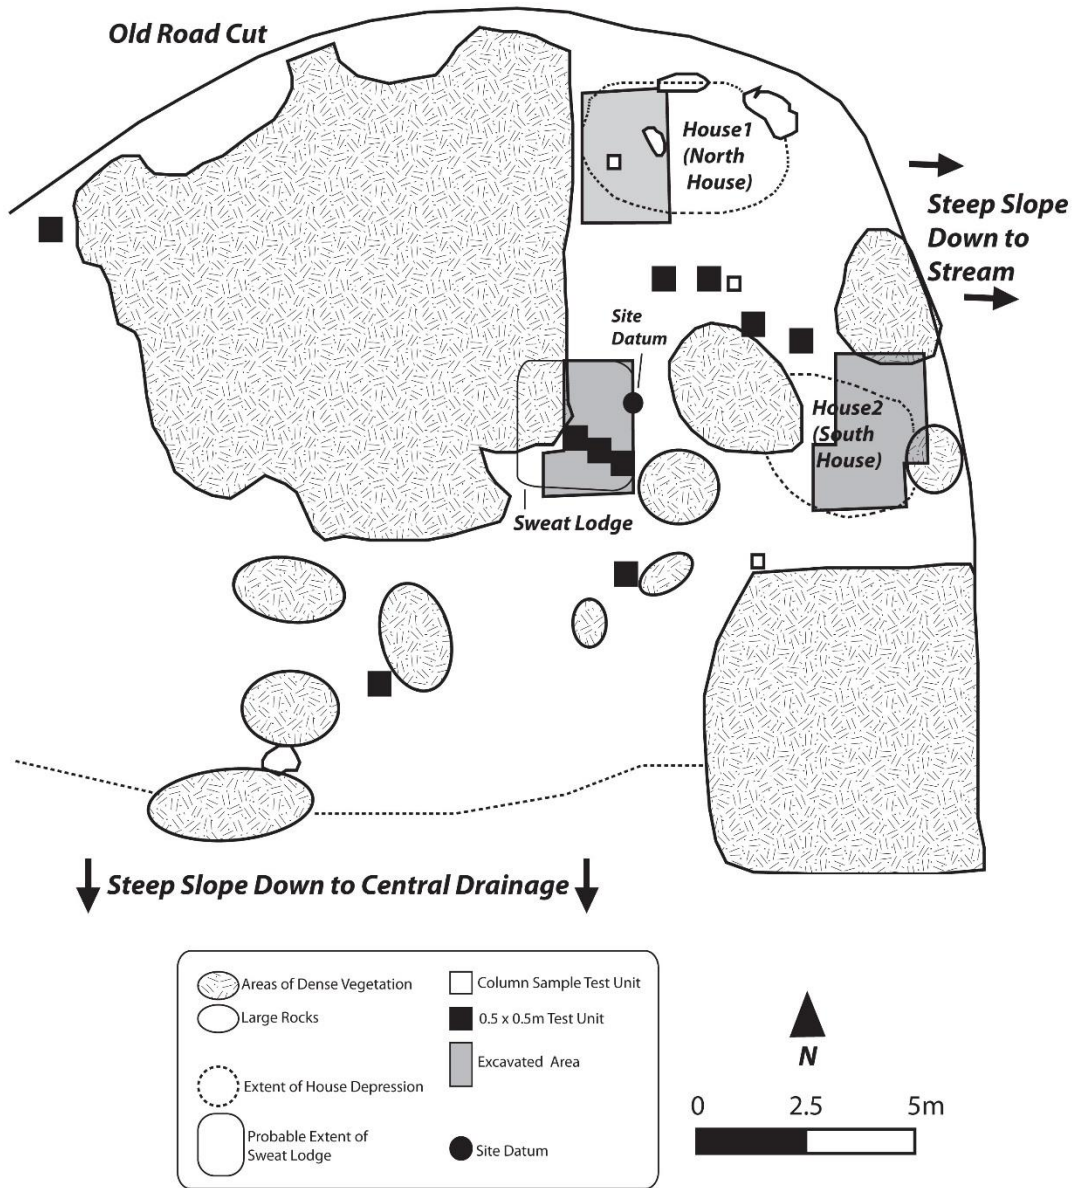 Old Road Cut
House1
(North
House)
Steep Slope
Down to
Stream
Site
Datum
House2
(South
House)
Sweat Lodge
Steep Slope Down to Central Drainage
Areas of Dense Vegetation
Large Rocks
Extent of House Depression
Probable Extent of
Sweat Lodge
Column Sample Test Unit
0.5 x 0.5m Test Unit
Excavated Area
Site Datum
N
0 2.5 5m